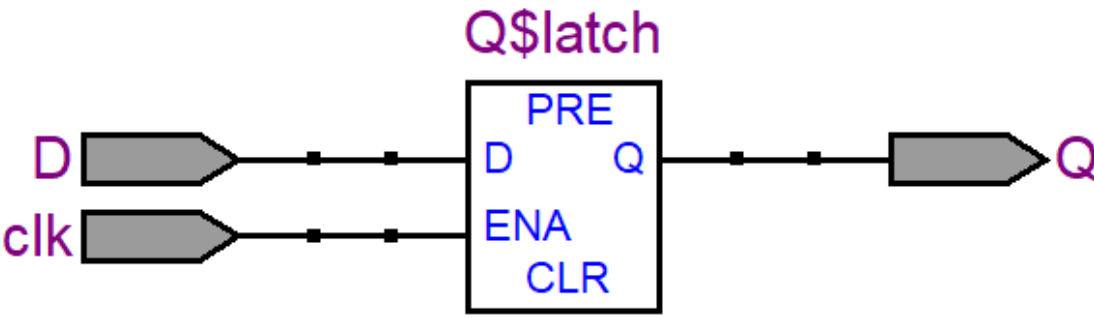 Q$latch
PRE
D D Q Q
clk ENA
CLR